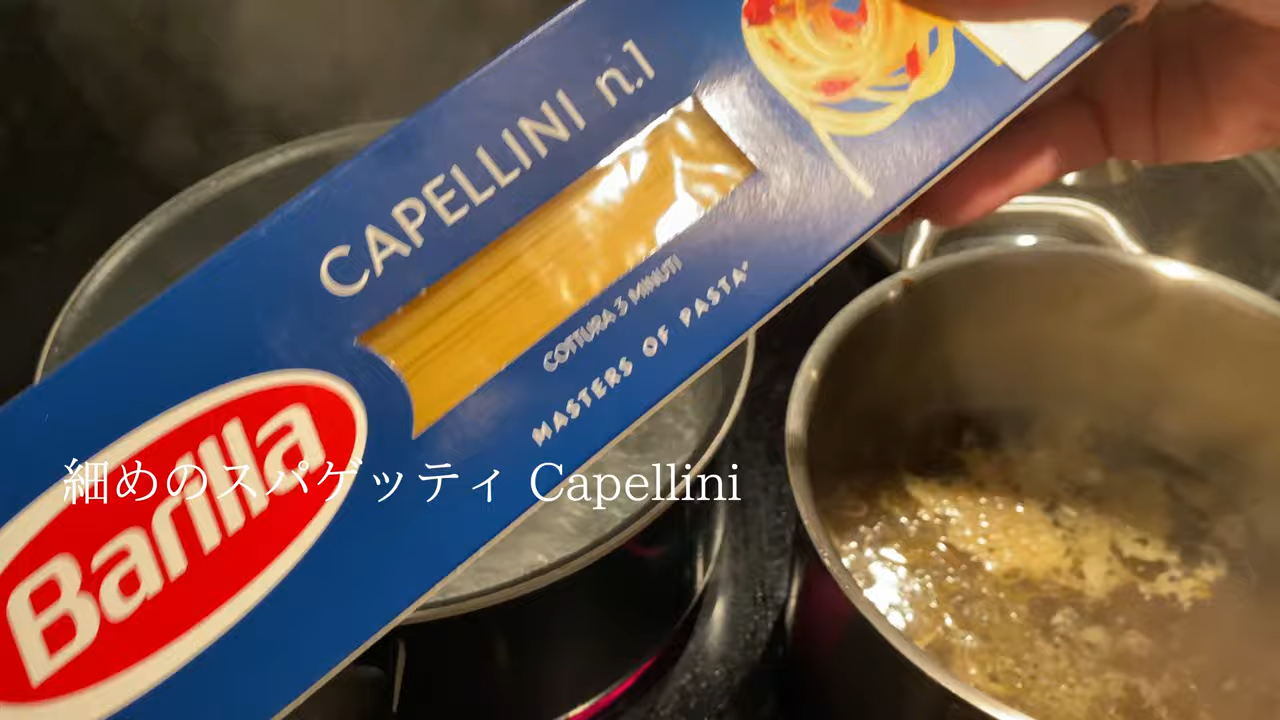 CAPELLINI n.1
COTTURA 3 MINUTI
MASTERS OF PASTA
Barilla
細めのスパゲッティ Capellini